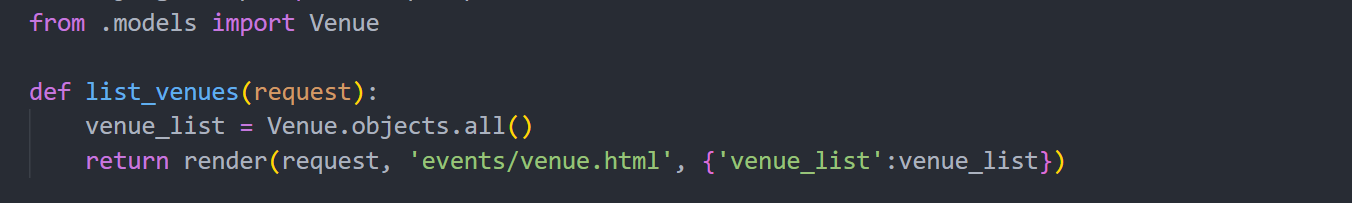 from .models import Venue
def list_venues(request):
    venue_list = Venue.objects.all()
    return render(request, 'events/venue.html', {'venue_list':venue_list})